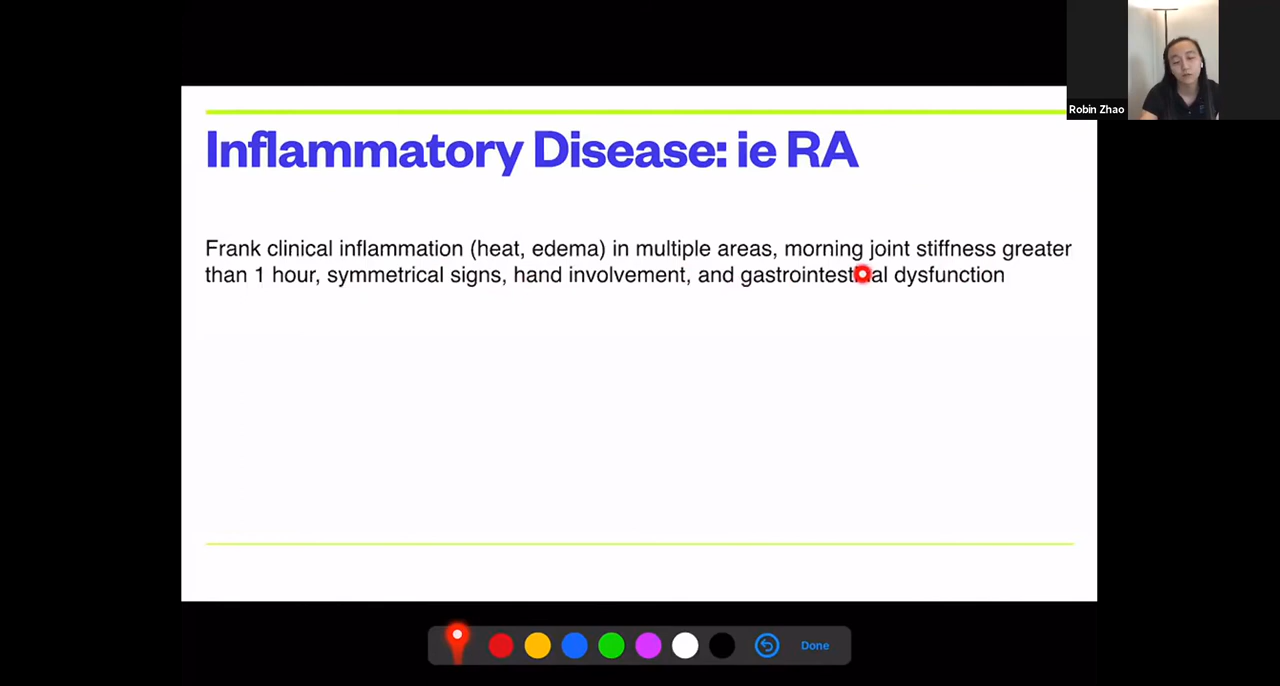 Robin Zhao
Inflammatory Disease: ie RA
Frank clinical inflammation (heat, edema) in multiple areas, morning joint stiffness greater
than 1 hour, symmetrical signs, hand involvement, and gastrointestinal dysfunction
Done